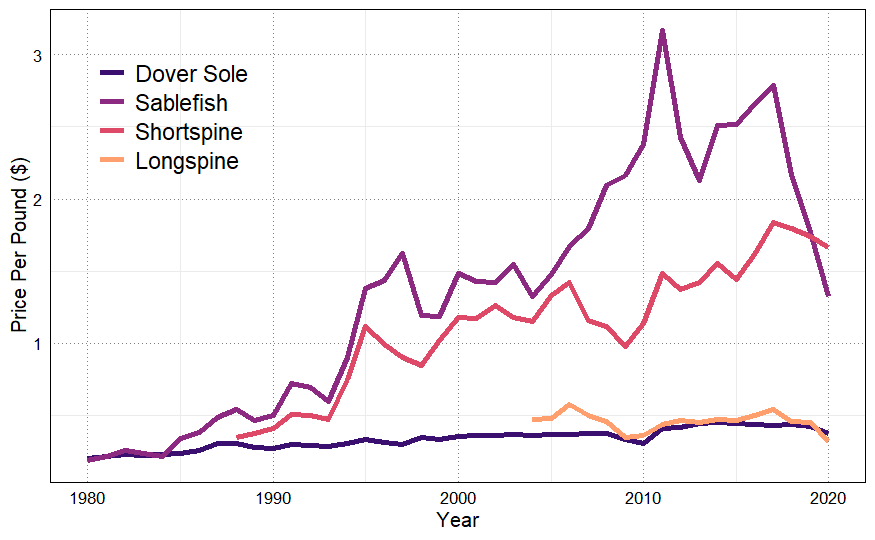 Price Per Pound ($)
3
2
1
Dover Sole
Sablefish
Shortspine
Longspine
1980 1990 2000 2010 2020
Year